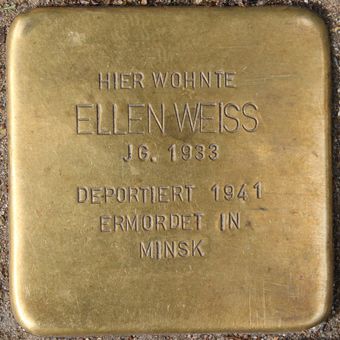 HIER WOHNTE
ELLEN WEISS
JG. 1933
DEPORTIERT 1941
ERMORDET IN
MINSK